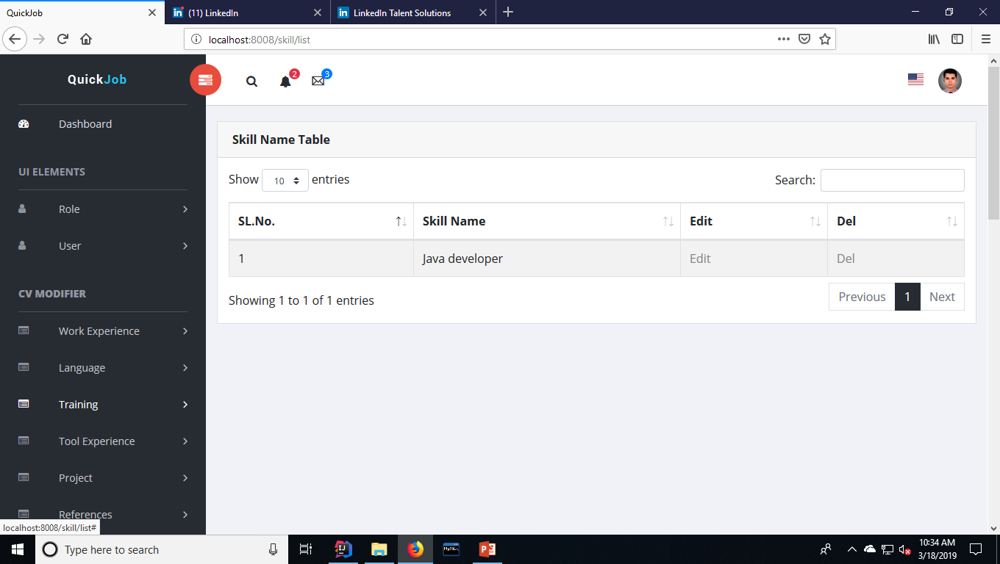 QuickJob
(11) LinkedIn
LinkedIn Talent Solutions
localhost:8008/skill/list
QuickJob
2
3
Dashboard
UI ELEMENTS
Role
User
CV MODIFIER
Work Experience
Language
Training
Tool Experience
Project
References
Skill Name Table
Show 10 entries
Search:
SL.No. Skill Name Edit Del
1 Java developer Edit Del
Showing 1 to 1 of 1 entries
Previous 1 Next
localhost:8008/skill/list#
Type here to search
10:34 AM
3/18/2019